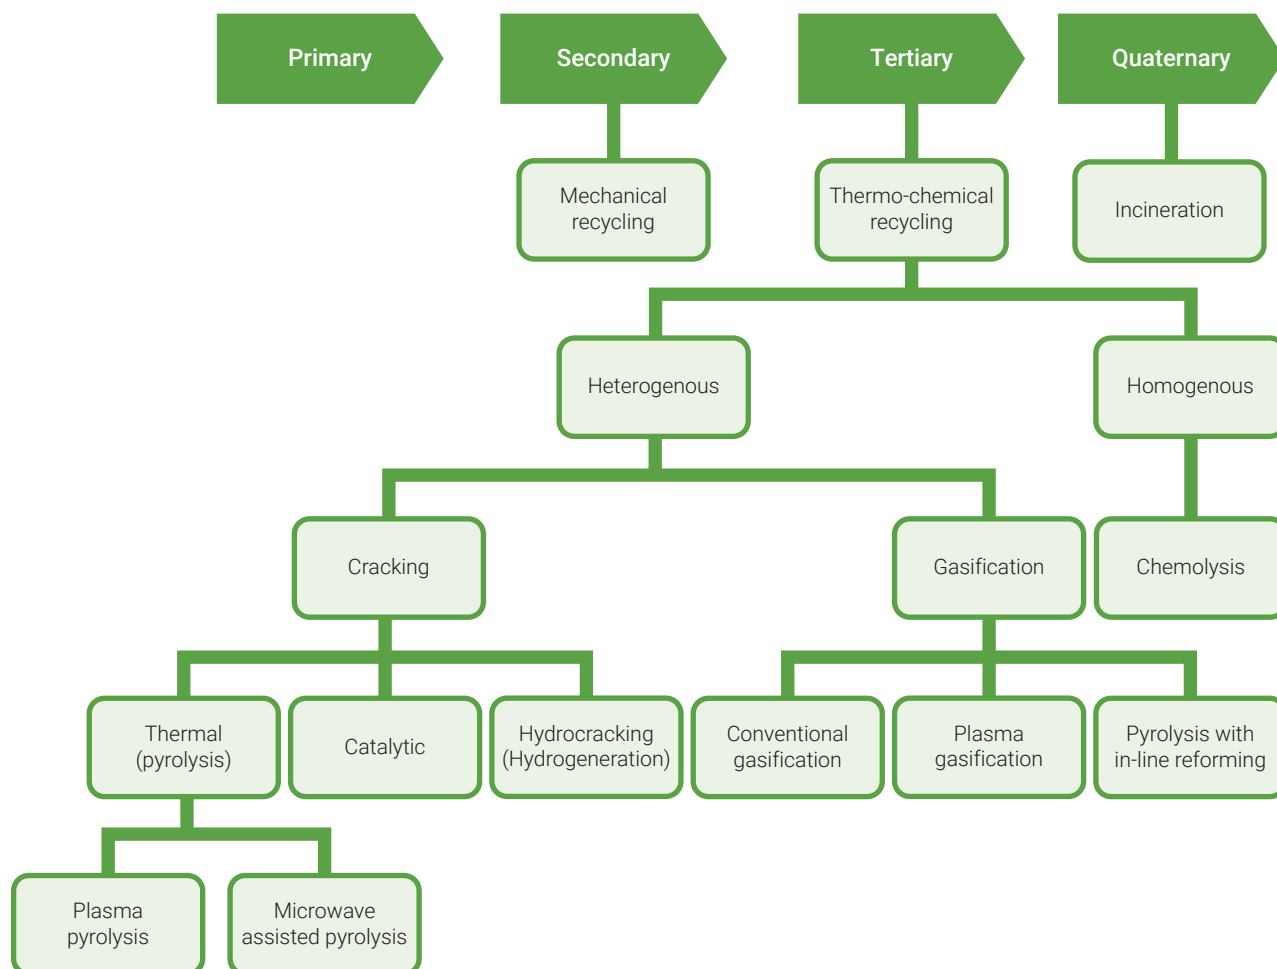 Primary
Secondary
Tertiary
Quaternary
Mechanical
recycling
Thermo-chemical
recycling
Incineration
Heterogenous
Homogenous
Cracking
Gasification
Chemolysis
Thermal
(pyrolysis)
Catalytic
Hydrocracking
(Hydrogeneration)
Conventional
gasification
Plasma
gasification
Pyrolysis with
in-line reforming
Plasma
pyrolysis
Microwave
assisted pyrolysis